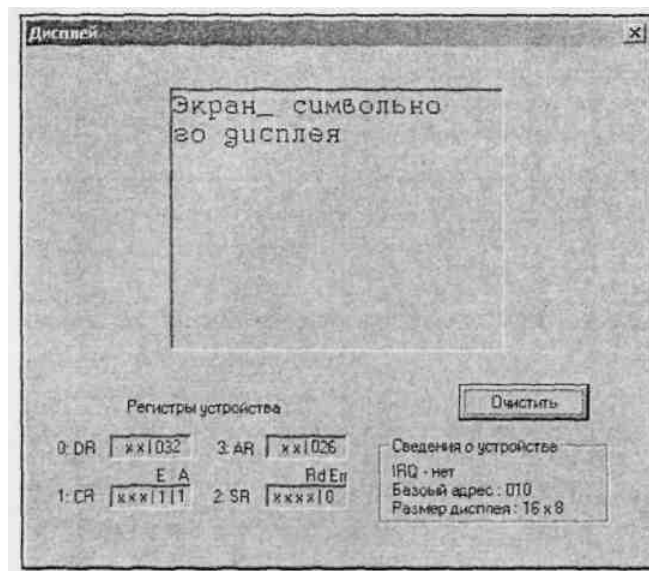 Дисплей
Экран_ символьно
го дисплея
Очистить
Регистры устройства
0: DR xx|032 3: AR xx|026
E A Rd Err
1: CR xxx|1|1 2: SR xxxx|0
Сведения о устройстве
IRQ - нет
Базовый адрес : 010
Размер дисплея : 16 x 8